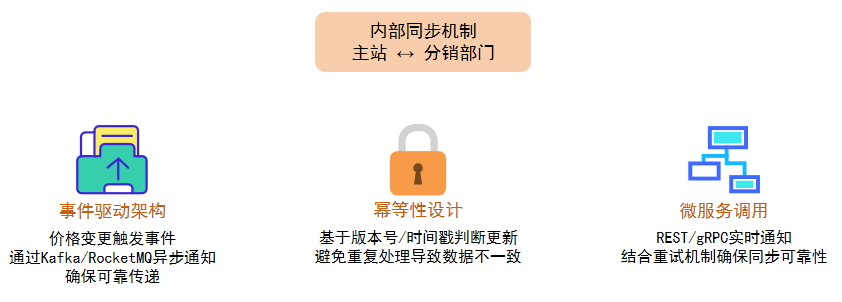 内部同步机制
主站 ↔ 分销部门
事件驱动架构
价格变更触发事件
通过Kafka/RocketMQ异步通知
确保可靠传递
幂等性设计
基于版本号/时间戳判断更新
避免重复处理导致数据不一致
微服务调用
REST/gRPC实时通知
结合重试机制确保同步可靠性